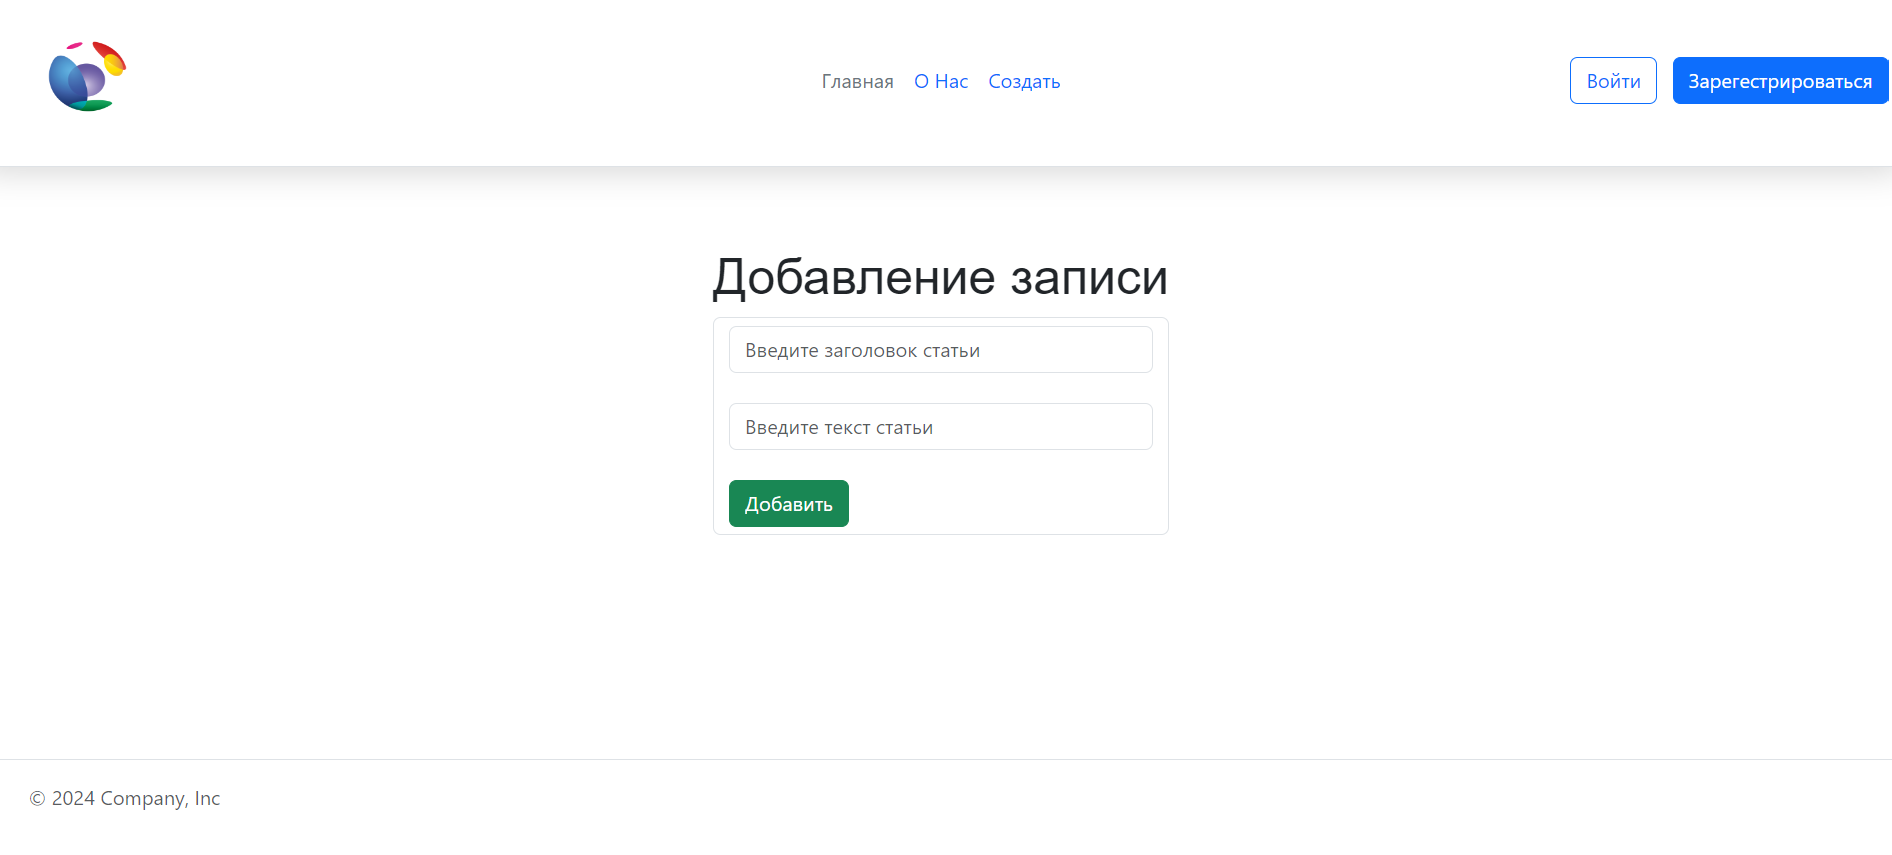 Главная О Нас Создать Войти Зарегестрироваться
Добавление записи
Введите заголовок статьи
Введите текст статьи
Добавить
© 2024 Company, Inc